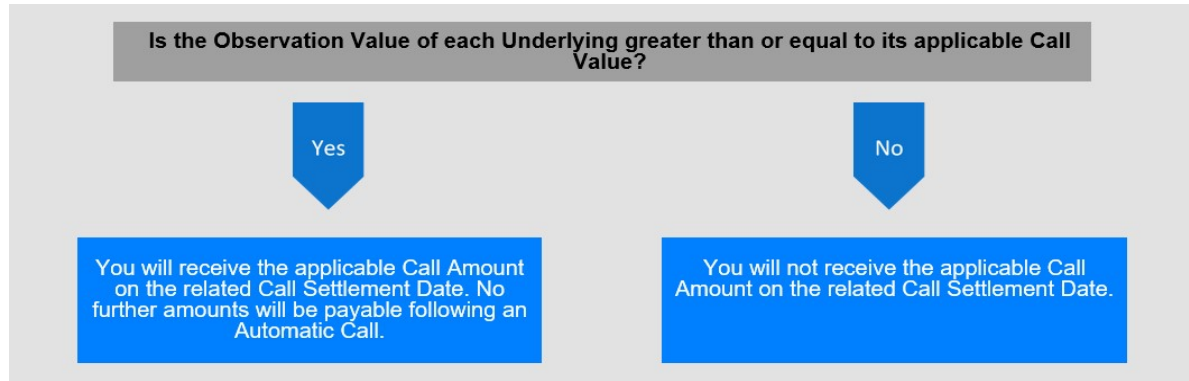 Is the Observation Value of each Underlying greater than or equal to its applicable Call
Value?
Yes
No
You will receive the applicable Call Amount
on the related Call Settlement Date. No
further amounts will be payable following an
Automatic Call.
You will not receive the applicable Call
Amount on the related Call Settlement Date.